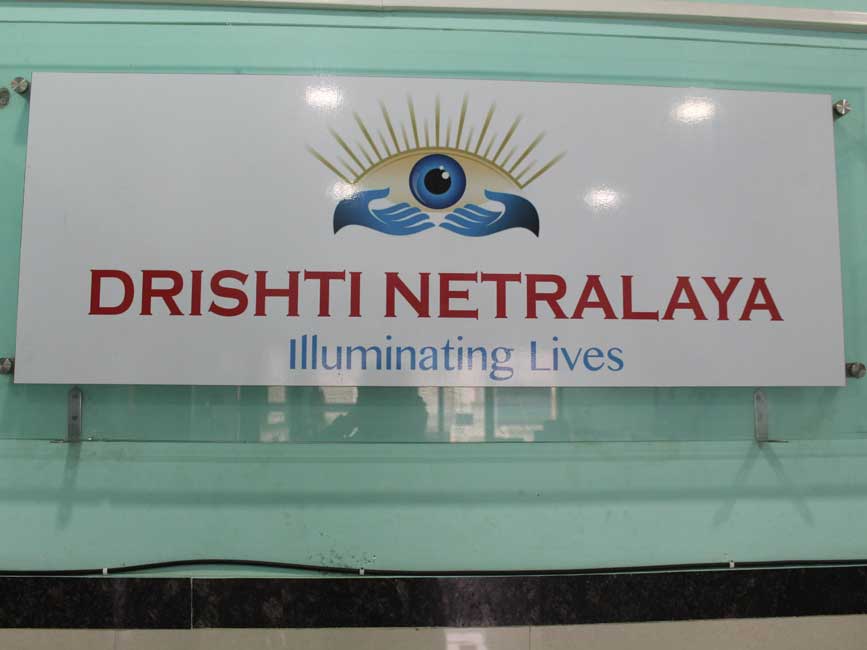 DRISHTI NETRALAYA
Illuminating Lives